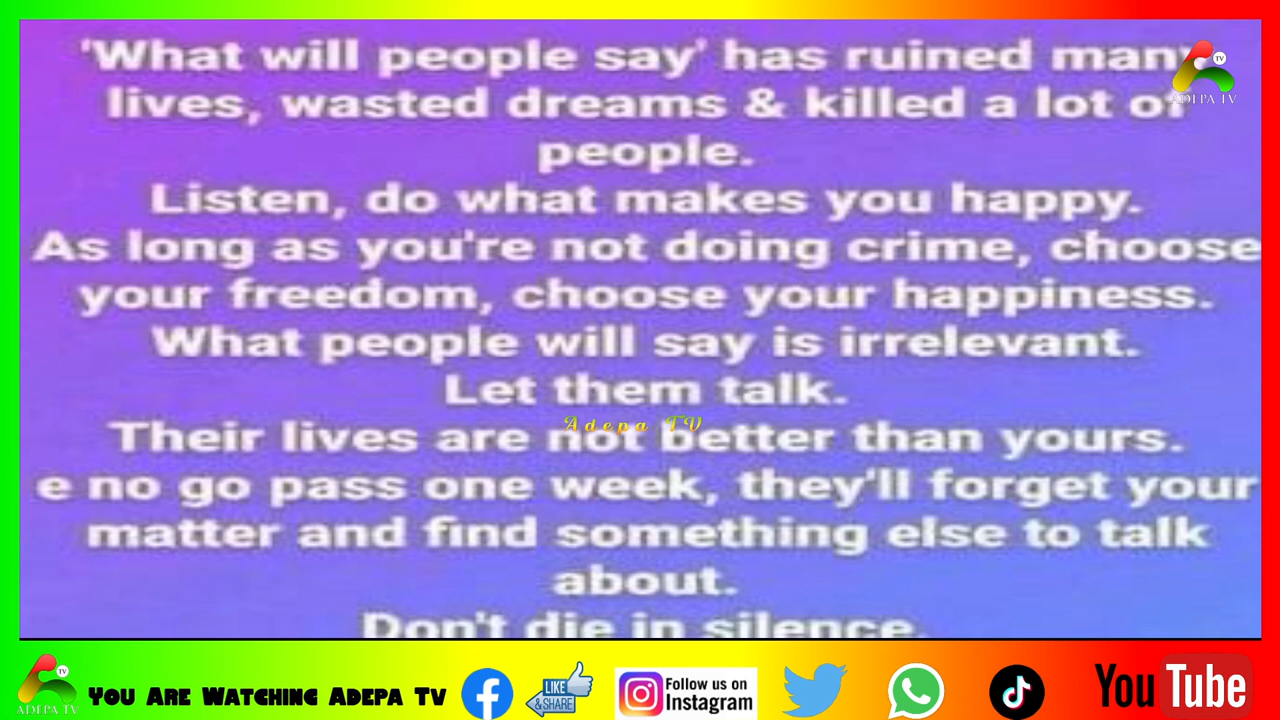 'What will people say' has ruined many
lives, wasted dreams & killed a lot of
people.
Listen, do what makes you happy.
As long as you're not doing crime, choose
your freedom, choose your happiness.
What people will say is irrelevant.
Let them talk.
Adepa TV
Their lives are not better than yours.
e no go pass one week, they'll forget your
matter and find something else to talk
about.
Don't die in silence.
TV
ADEPA TV
TV
ADEPA TV
You Are Watching Adepa Tv
LIKE
& SHARE
Follow us on
Instagram
YouTube